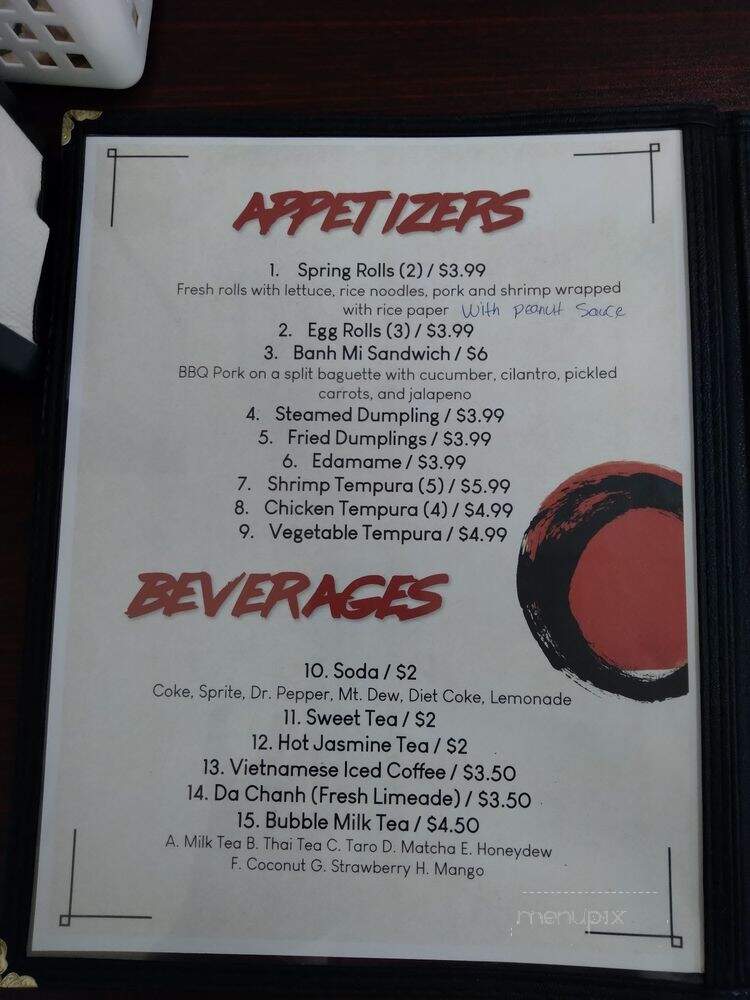 APPETIZERS
1. Spring Rolls (2) / $3.99
Fresh rolls with lettuce, rice noodles, pork and shrimp wrapped
with rice paper With peanut Sauce
2. Egg Rolls (3) / $3.99
3. Banh Mi Sandwich / $6
BBQ Pork on a split baguette with cucumber, cilantro, pickled
carrots, and jalapeno
4. Steamed Dumpling / $3.99
5. Fried Dumplings / $3.99
6. Edamame / $3.99
7. Shrimp Tempura (5) / $5.99
8. Chicken Tempura (4) / $4.99
9. Vegetable Tempura / $4.99
BEVERAGES
10. Soda / $2
Coke, Sprite, Dr. Pepper, Mt. Dew, Diet Coke, Lemonade
11. Sweet Tea / $2
12. Hot Jasmine Tea / $2
13. Vietnamese Iced Coffee / $3.50
14. Da Chanh (Fresh Limeade) / $3.50
15. Bubble Milk Tea / $4.50
A. Milk Tea B. Thai Tea C. Taro D. Matcha E. Honeydew
F. Coconut G. Strawberry H. Mango
menupix